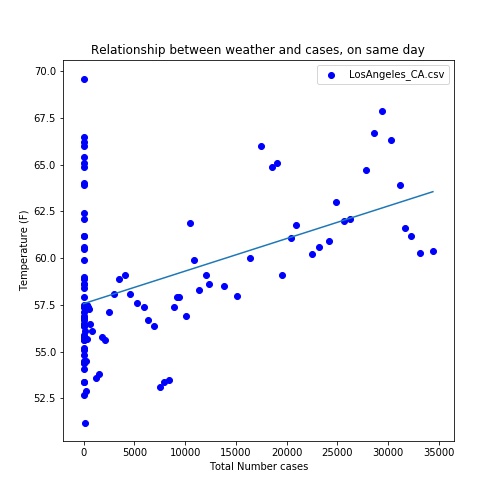 Relationship between weather and cases, on same day
LosAngeles_CA.csv
70.0
67.5
65.0
62.5
60.0
57.5
55.0
52.5
Temperature (F)
0 5000 10000 15000 20000 25000 30000 35000
Total Number cases